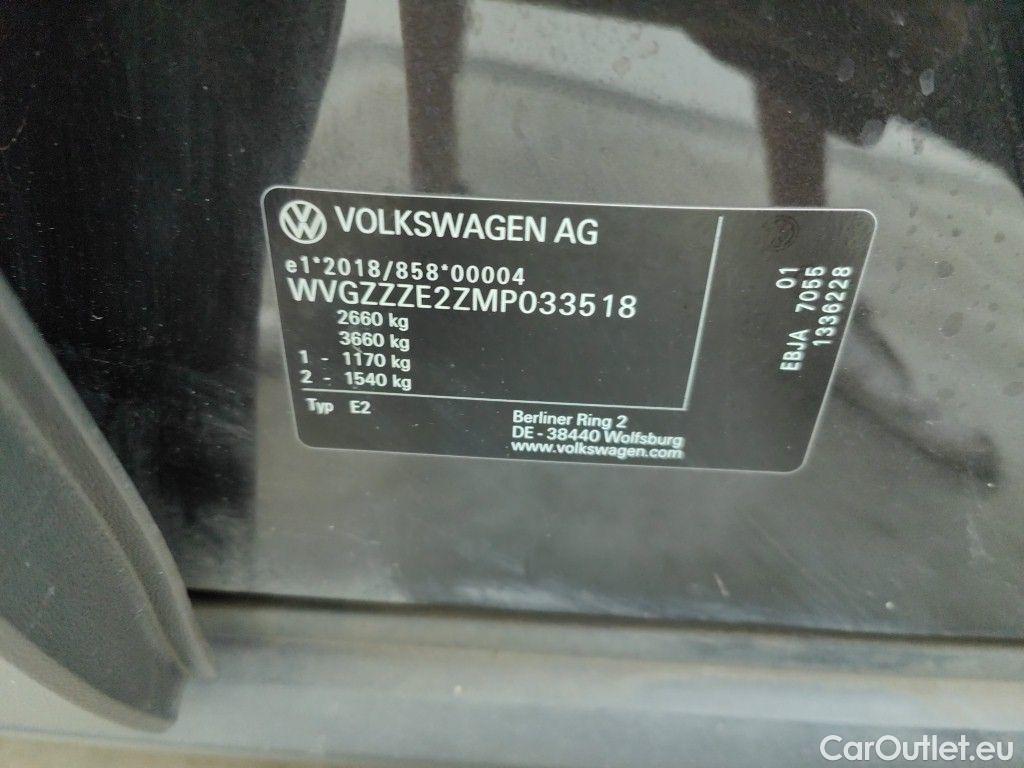 VOLKSWAGEN AG
e1*2018/858*00004
WVGZZZE2ZMP033518
2660 kg
3660 kg
1 - 1170 kg
2 - 1540 kg
Typ E2
Berliner Ring 2
DE - 38440 Wolfsburg
www.volkswagen.com
01
EBJA 7055
1336228
CarOutlet.eu